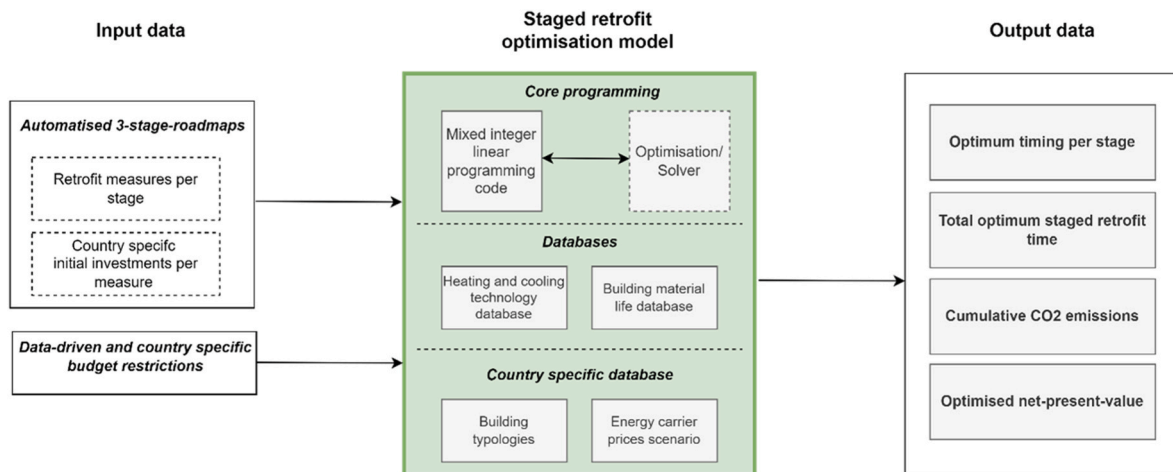 Input data
Automatised 3-stage-roadmaps
Retrofit measures per
stage
Country specifc
initial investments per
measure
Data-driven and country specific
budget restrictions
Staged retrofit
optimisation model
Core programming
Mixed integer
linear
programming
code
Optimisation/
Solver
Databases
Heating and cooling
technology
database
Building material
life database
Country specific database
Building
typologies
Energy carrier
prices scenario
Output data
Optimum timing per stage
Total optimum staged retrofit
time
Cumulative CO2 emissions
Optimised net-present-value